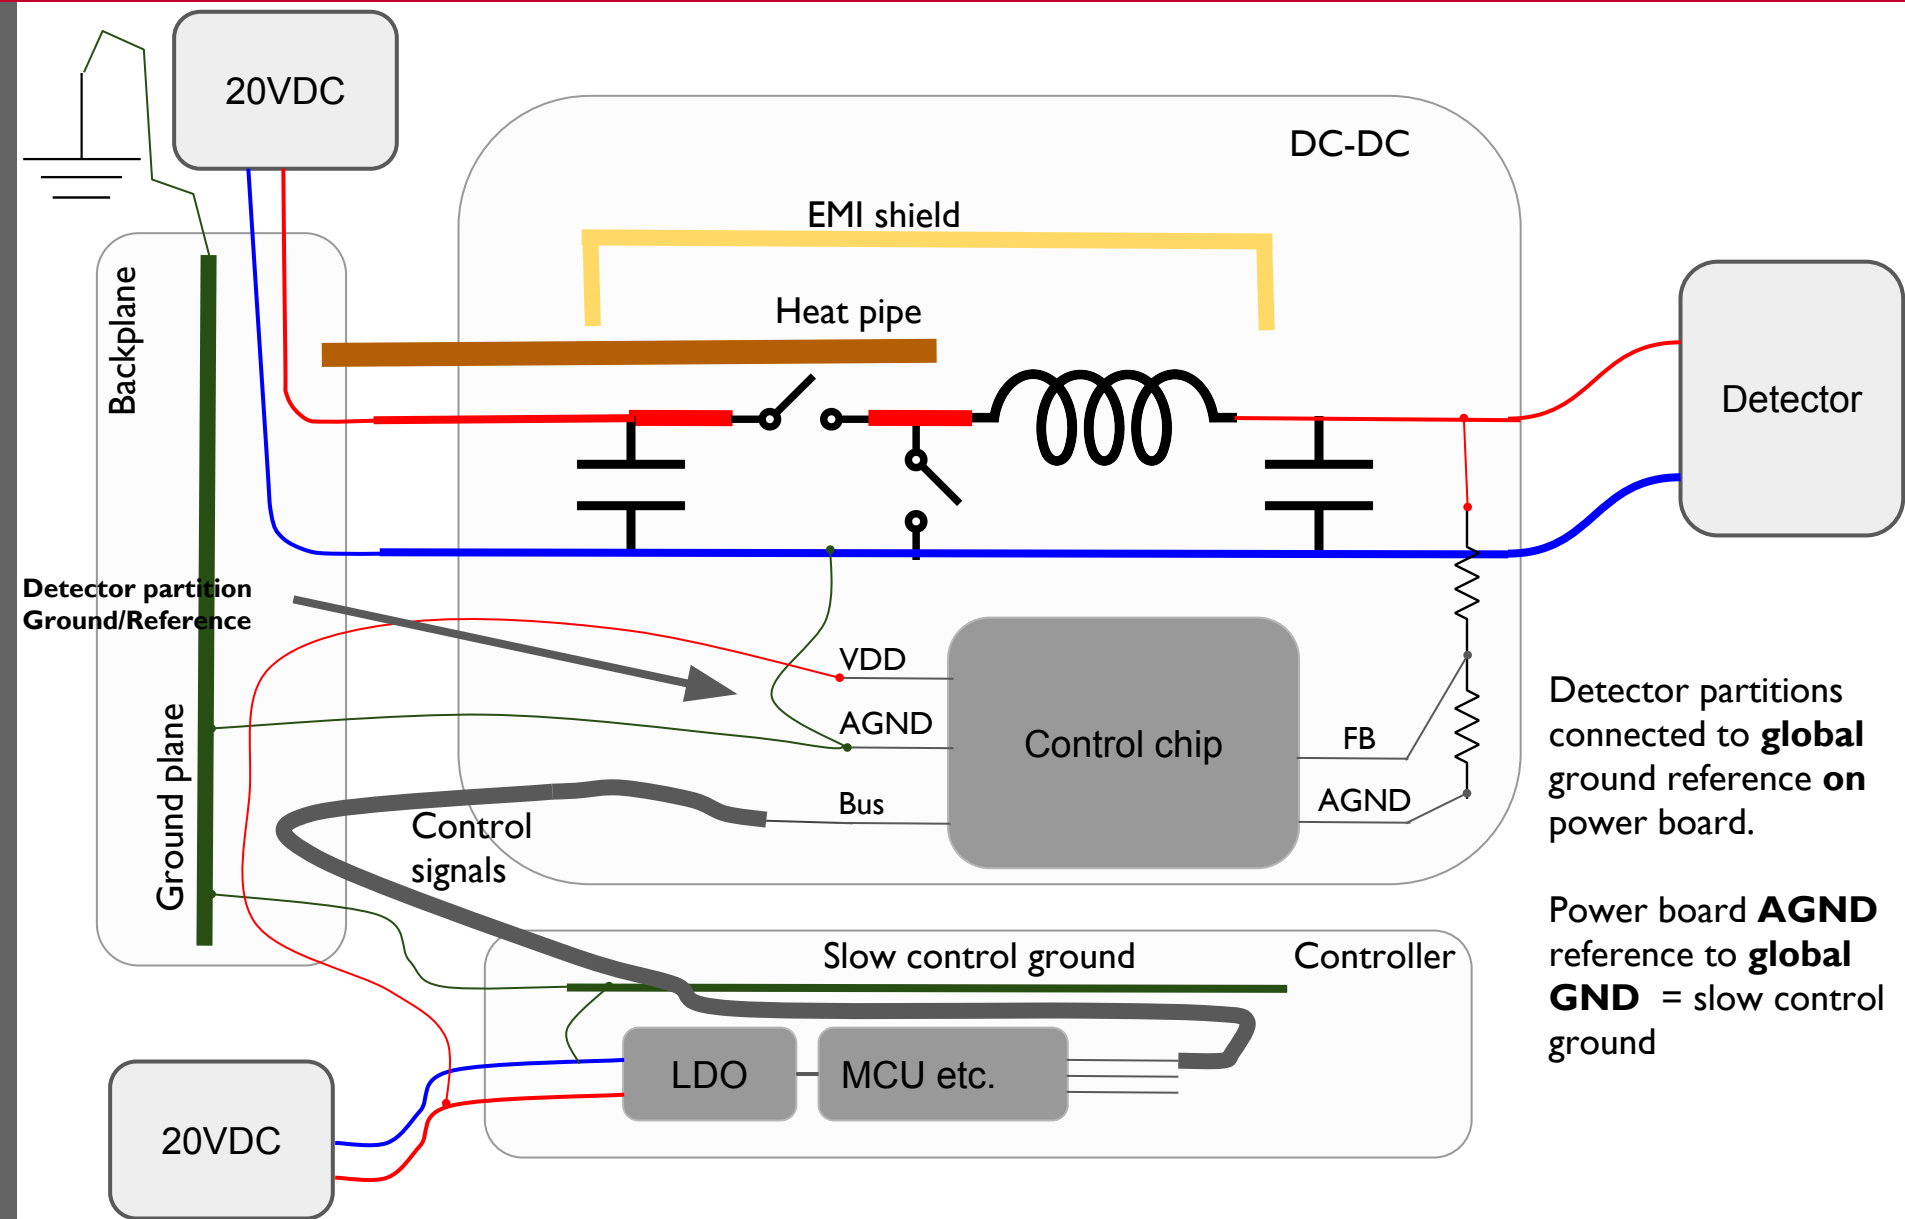 20VDC
DC-DC
EMI shield
Heat pipe
Backplane
Detector
Detector partition
Ground/Reference
VDD
AGND
Bus
Control chip
FB
AGND
Ground plane
Control
signals
Detector partitions
connected to global
ground reference on
power board.
Power board AGND
reference to global
GND = slow control
ground
Slow control ground
Controller
LDO
MCU etc.
20VDC